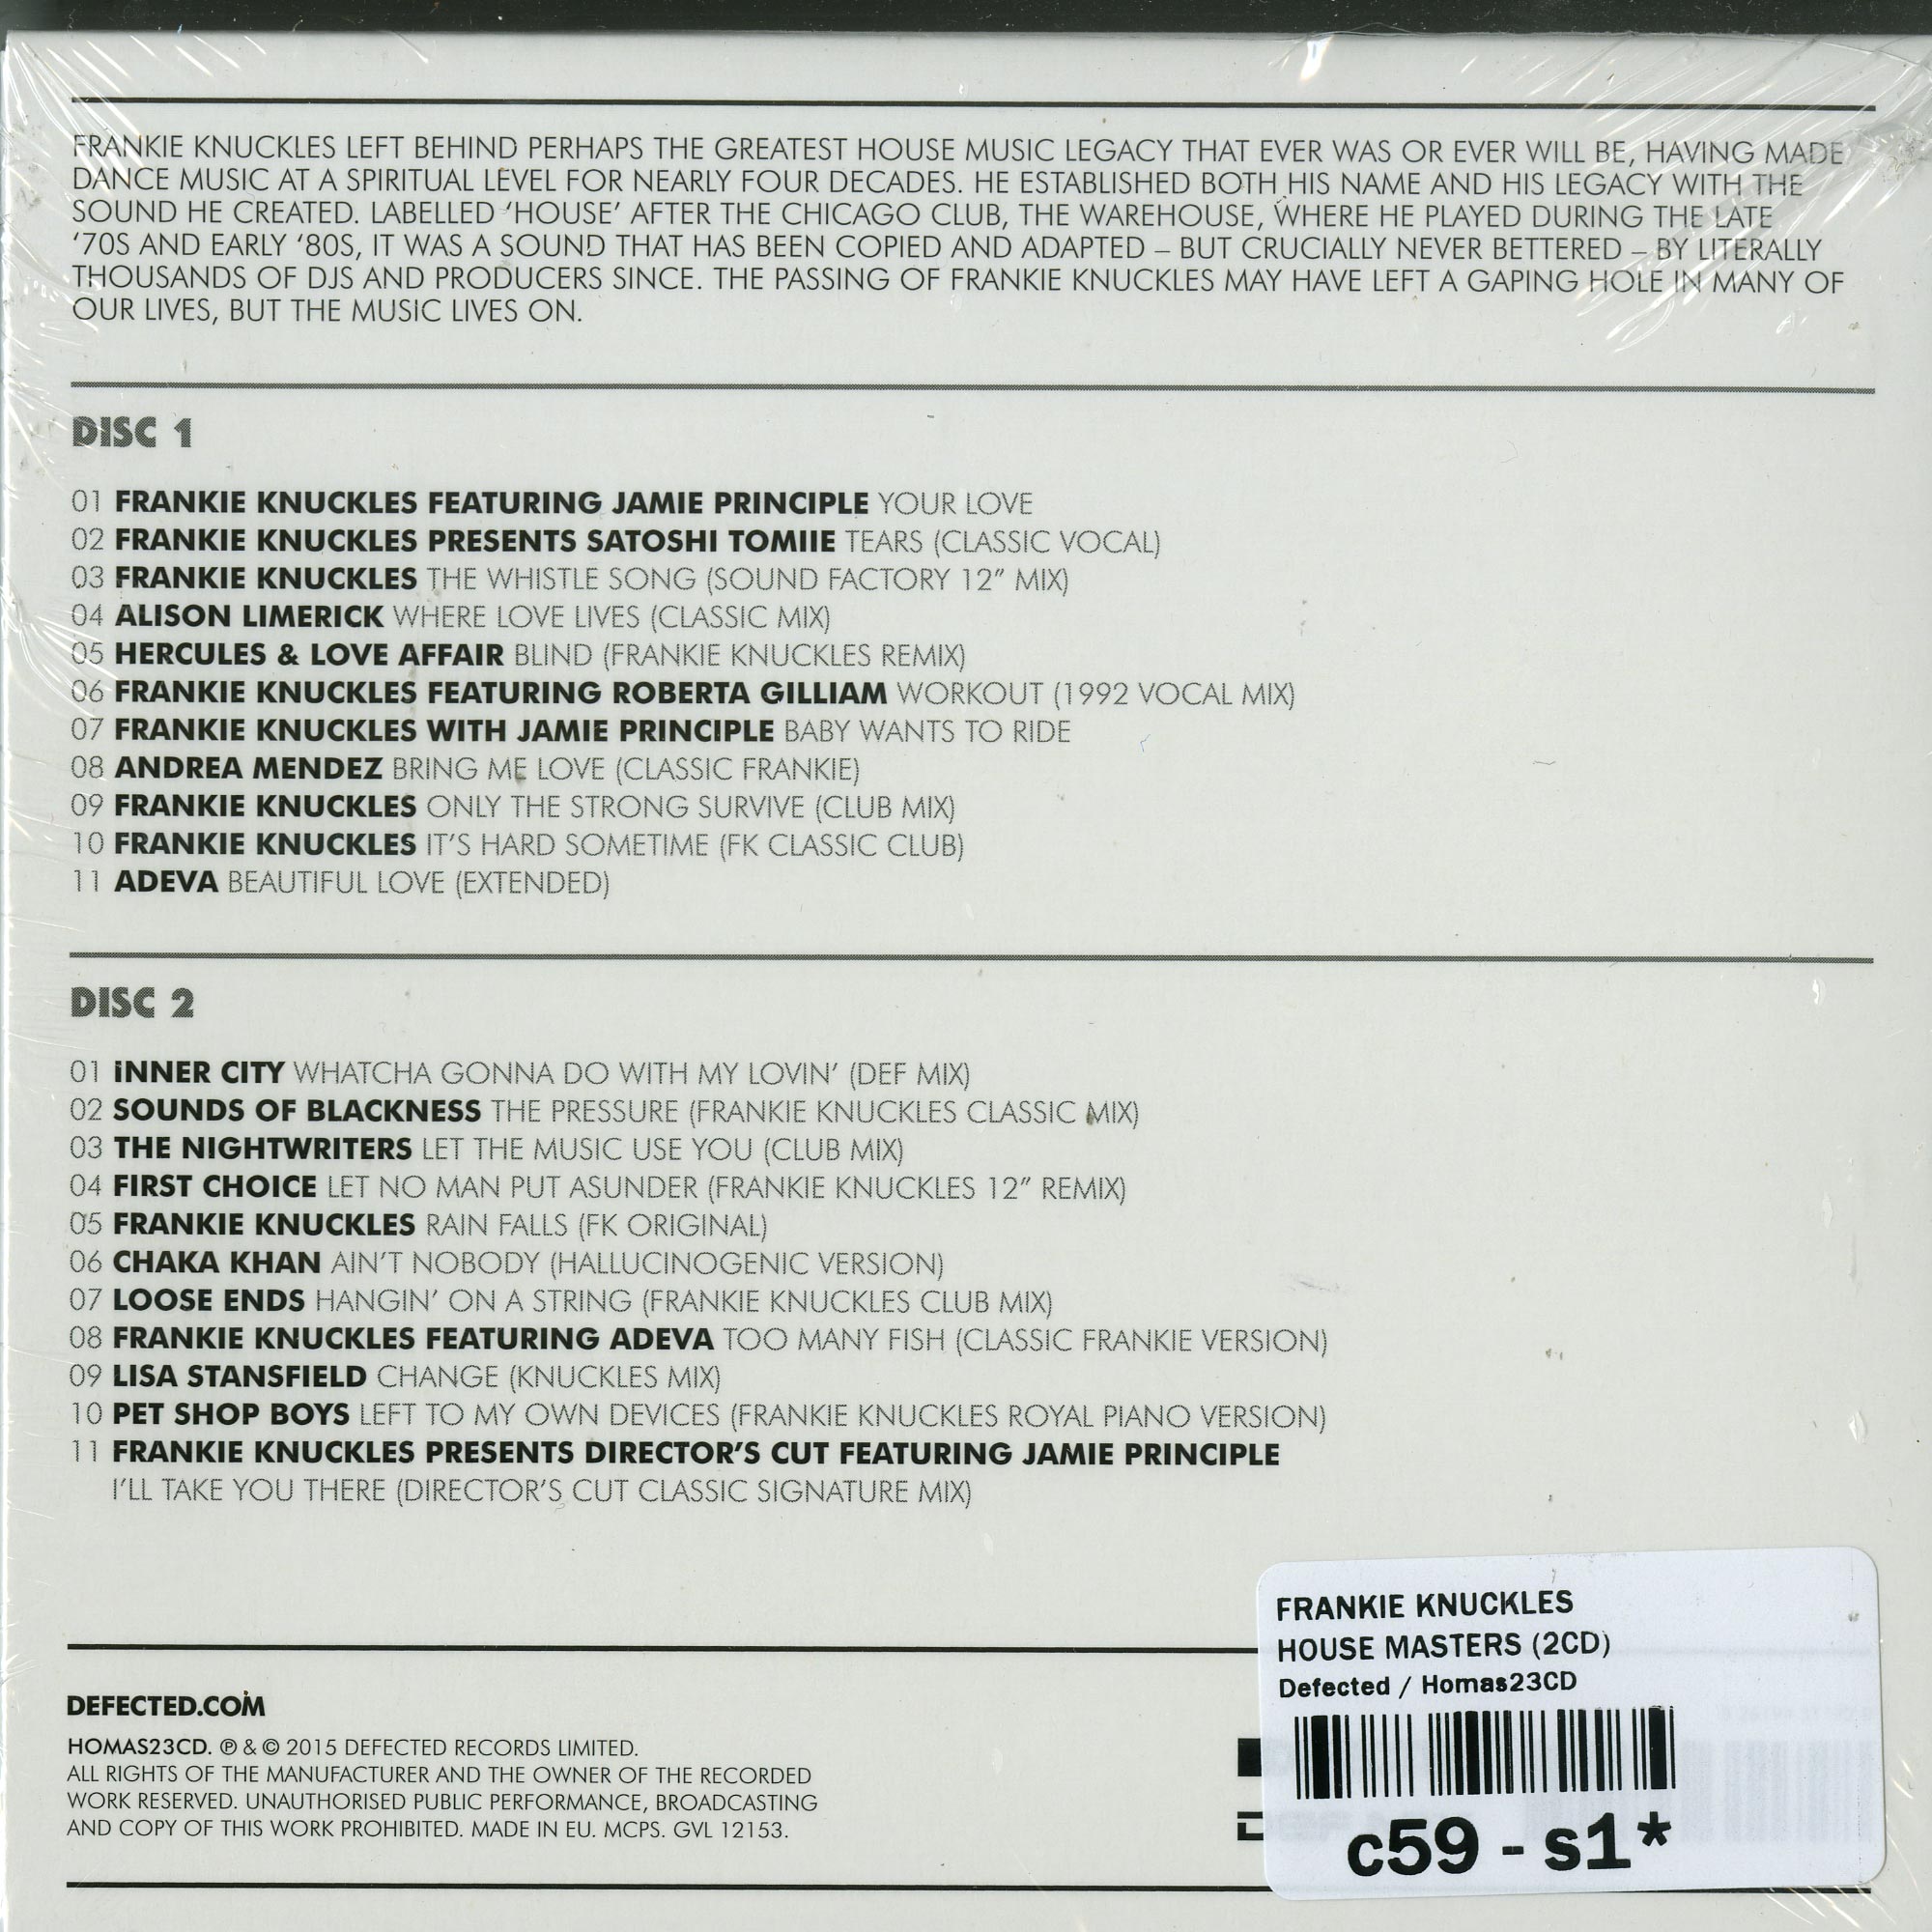 FRANKIE KNUCKLES LEFT BEHIND PERHAPS THE GREATEST HOUSE MUSIC LEGACY THAT EVER WAS OR EVER WILL BE, HAVING MADE
DANCE MUSIC AT A SPIRITUAL LEVEL FOR NEARLY FOUR DECADES. HE ESTABLISHED BOTH HIS NAME AND HIS LEGACY WITH THE
SOUND HE CREATED. LABELLED ‘HOUSE’ AFTER THE CHICAGO CLUB, THE WAREHOUSE, WHERE HE PLAYED DURING THE LATE
‘70S AND EARLY ‘80S, IT WAS A SOUND THAT HAS BEEN COPIED AND ADAPTED – BUT CRUCIALLY NEVER BETTERED – BY LITERALLY
THOUSANDS OF DJS AND PRODUCERS SINCE. THE PASSING OF FRANKIE KNUCKLES MAY HAVE LEFT A GAPING HOLE IN MANY OF
OUR LIVES, BUT THE MUSIC LIVES ON.
DISC 1
01 FRANKIE KNUCKLES FEATURING JAMIE PRINCIPLE YOUR LOVE
02 FRANKIE KNUCKLES PRESENTS SATOSHI TOMIIE TEARS (CLASSIC VOCAL)
03 FRANKIE KNUCKLES THE WHISTLE SONG (SOUND FACTORY 12” MIX)
04 ALISON LIMERICK WHERE LOVE LIVES (CLASSIC MIX)
05 HERCULES & LOVE AFFAIR BLIND (FRANKIE KNUCKLES REMIX)
06 FRANKIE KNUCKLES FEATURING ROBERTA GILLIAM WORKOUT (1992 VOCAL MIX)
07 FRANKIE KNUCKLES WITH JAMIE PRINCIPLE BABY WANTS TO RIDE
08 ANDREA MENDEZ BRING ME LOVE (CLASSIC FRANKIE)
09 FRANKIE KNUCKLES ONLY THE STRONG SURVIVE (CLUB MIX)
10 FRANKIE KNUCKLES IT’S HARD SOMETIME (FK CLASSIC CLUB)
11 ADEVA BEAUTIFUL LOVE (EXTENDED)
DISC 2
01 iNNER CITY WHATCHA GONNA DO WITH MY LOVIN’ (DEF MIX)
02 SOUNDS OF BLACKNESS THE PRESSURE (FRANKIE KNUCKLES CLASSIC MIX)
03 THE NIGHTWRITERS LET THE MUSIC USE YOU (CLUB MIX)
04 FIRST CHOICE LET NO MAN PUT ASUNDER (FRANKIE KNUCKLES 12” REMIX)
05 FRANKIE KNUCKLES RAIN FALLS (FK ORIGINAL)
06 CHAKA KHAN AIN’T NOBODY (HALLUCINOGENIC VERSION)
07 LOOSE ENDS HANGIN’ ON A STRING (FRANKIE KNUCKLES CLUB MIX)
08 FRANKIE KNUCKLES FEATURING ADEVA TOO MANY FISH (CLASSIC FRANKIE VERSION)
09 LISA STANSFIELD CHANGE (KNUCKLES MIX)
10 PET SHOP BOYS LEFT TO MY OWN DEVICES (FRANKIE KNUCKLES ROYAL PIANO VERSION)
11 FRANKIE KNUCKLES PRESENTS DIRECTOR’S CUT FEATURING JAMIE PRINCIPLE
I’LL TAKE YOU THERE (DIRECTOR’S CUT CLASSIC SIGNATURE MIX)
DEFECTED.COM
HOMAS23CD. ℗ & © 2015 DEFECTED RECORDS LIMITED.
ALL RIGHTS OF THE MANUFACTURER AND THE OWNER OF THE RECORDED
WORK RESERVED. UNAUTHORISED PUBLIC PERFORMANCE, BROADCASTING
AND COPY OF THIS WORK PROHIBITED. MADE IN EU. MCPS. GVL 12153.
FRANKIE KNUCKLES
HOUSE MASTERS (2CD)
Defected / Homas23CD
c59 - s1*